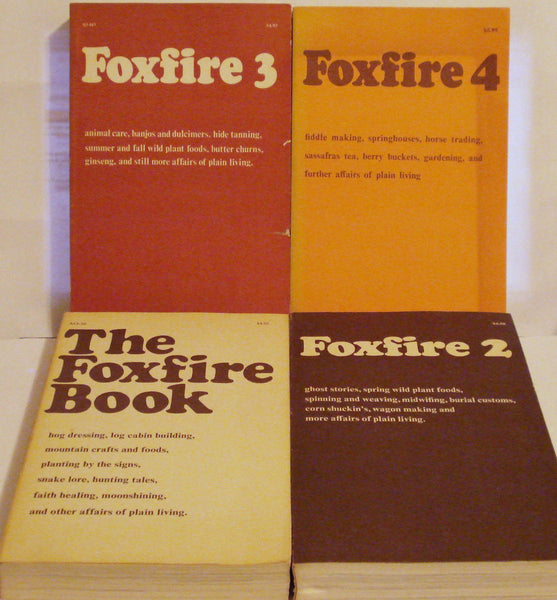 Foxfire 3
animal care, banjos and dulcimers, hide tanning,
summer and fall wild plant foods, butter churns,
ginseng, and still more affairs of plain living.
Foxfire 4
fiddle making, springhouses, horse trading,
sassafras tea, berry buckets, gardening, and
further affairs of plain living
The
Foxfire
Book
hog dressing, log cabin building,
mountain crafts and foods,
planting by the signs,
snake lore, hunting tales,
faith healing, moonshining,
and other affairs of plain living.
Foxfire 2
ghost stories, spring wild plant foods,
spinning and weaving, midwifing, burial customs,
corn shuckin's, wagon making and
more affairs of plain living.